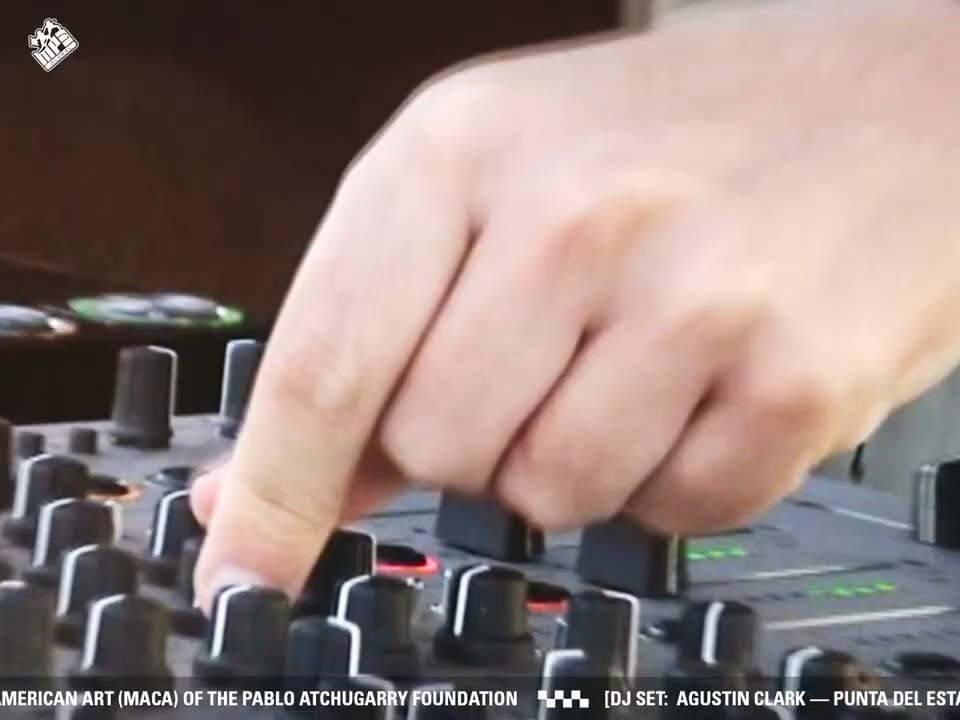 AMERICAN ART (MACA) OF THE PABLO ATCHUGARRY FOUNDATION [DJ SET: AGUSTIN CLARK — PUNTA DEL ESTA